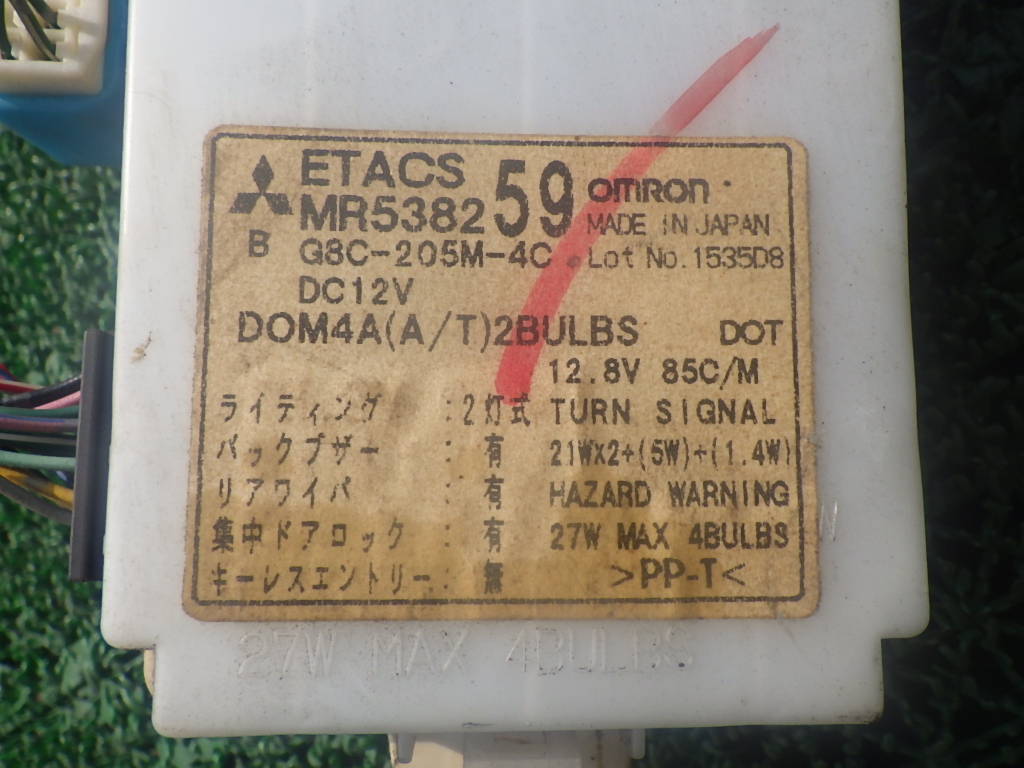 ETACS
MR538259 omron
MADE IN JAPAN
B G8C-205M-4C Lot No.1535D8
DC12V
DOM4A(A/T)2BULBS DOT
12.8V 85C/M
ライティング :2灯式 TURN SIGNAL
バックブザー : 有 21W×2+(5W)+(1.4W)
リアワイパ : 有 HAZARD WARNING
集中ドアロック : 有 27W MAX 4BULBS
キーレスエントリー: 無 >PP-T<
27W MAX 4BULBS